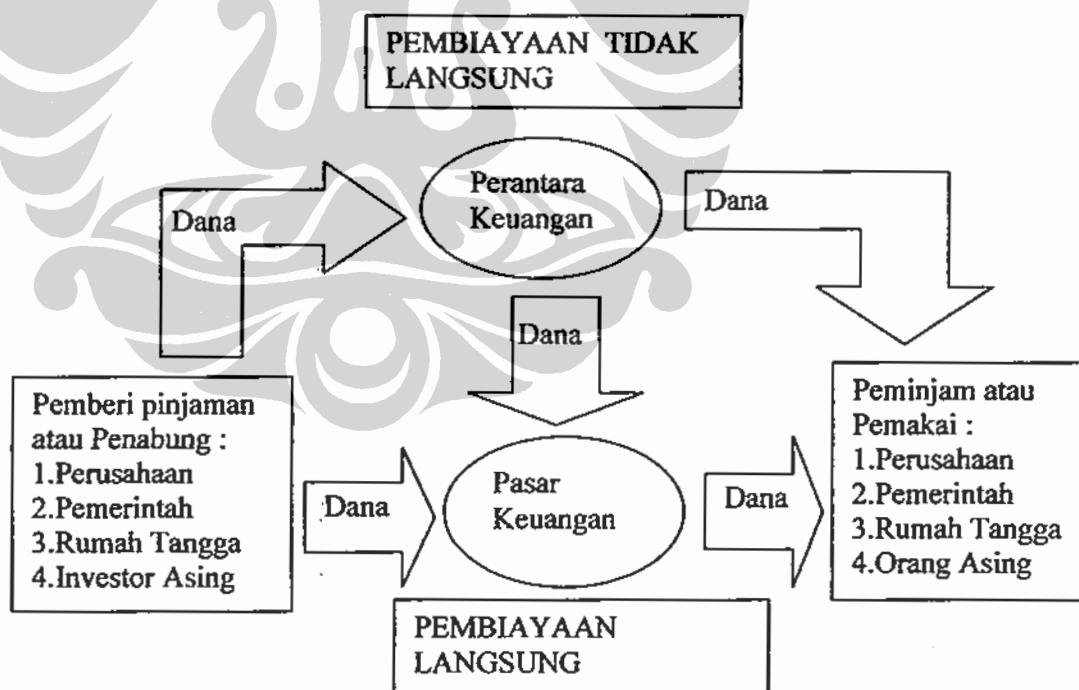 PEMBIAYAAN TIDAK
LANGSUNG
Perantara
Keuangan
Dana
Dana
Dana
Pemberi pinjaman
atau Penabung :
1.Perusahaan
2.Pemerintah
3.Rumah Tangga
4.Investor Asing
Dana
Pasar
Keuangan
Dana
Peminjam atau
Pemakai :
1.Perusahaan
2.Pemerintah
3.Rumah Tangga
4.Orang Asing
PEMBIAYAAN
LANGSUNG